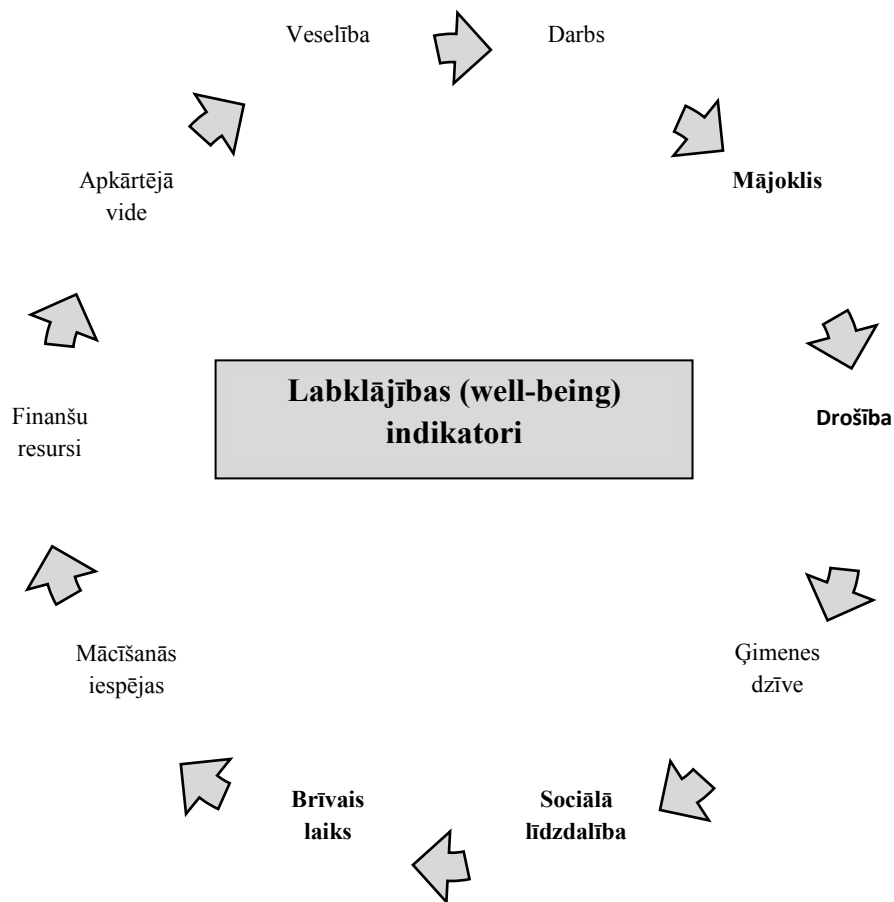 Veselība
Darbs
Apkārtējā
vide
Mājoklis
Labklājības (well-being)
indikatori
Finanšu
resursi
Drošība
Mācīšanās
iespējas
Ģimenes
dzīve
Brīvais
laiks
Sociālā
līdzdalība